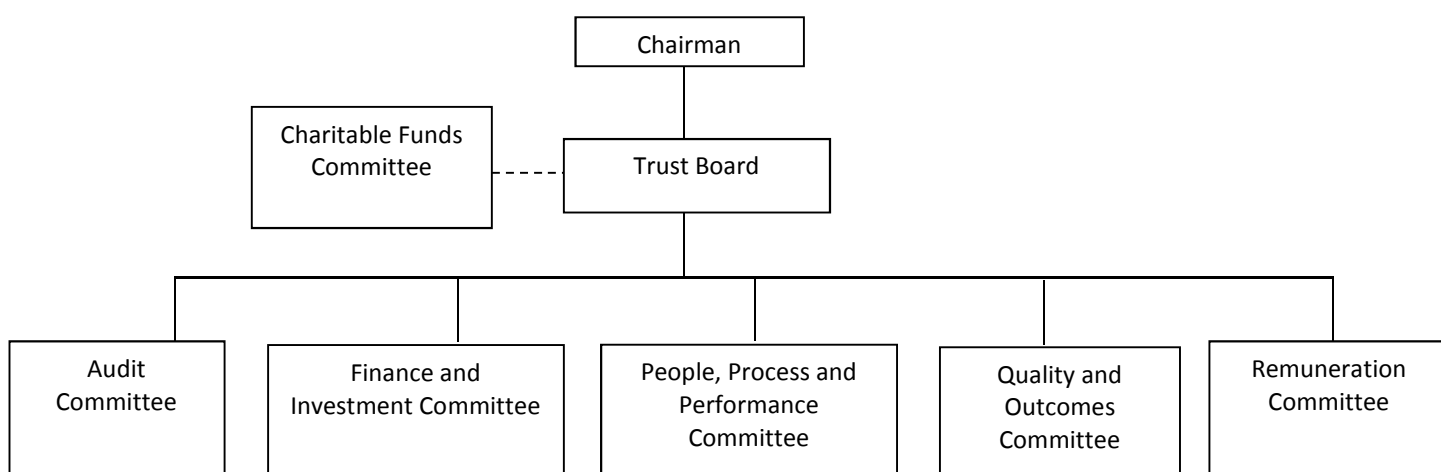 Chairman
Charitable Funds
Committee
Trust Board
Audit
Committee
Finance and
Investment Committee
People, Process and
Performance
Committee
Quality and
Outcomes
Committee
Remuneration
Committee